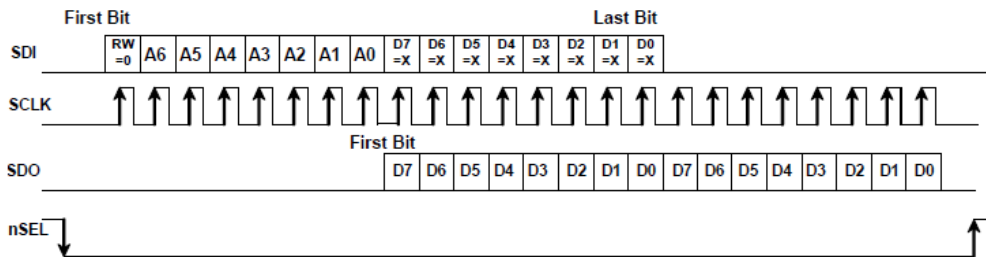 First Bit Last Bit
SDI RW =0 A6 A5 A4 A3 A2 A1 A0 D7 =X D6 =X D5 =X D4 =X D3 =X D2 =X D1 =X D0 =X
SCLK
First Bit
SDO D7 D6 D5 D4 D3 D2 D1 D0 D7 D6 D5 D4 D3 D2 D1 D0
nSEL